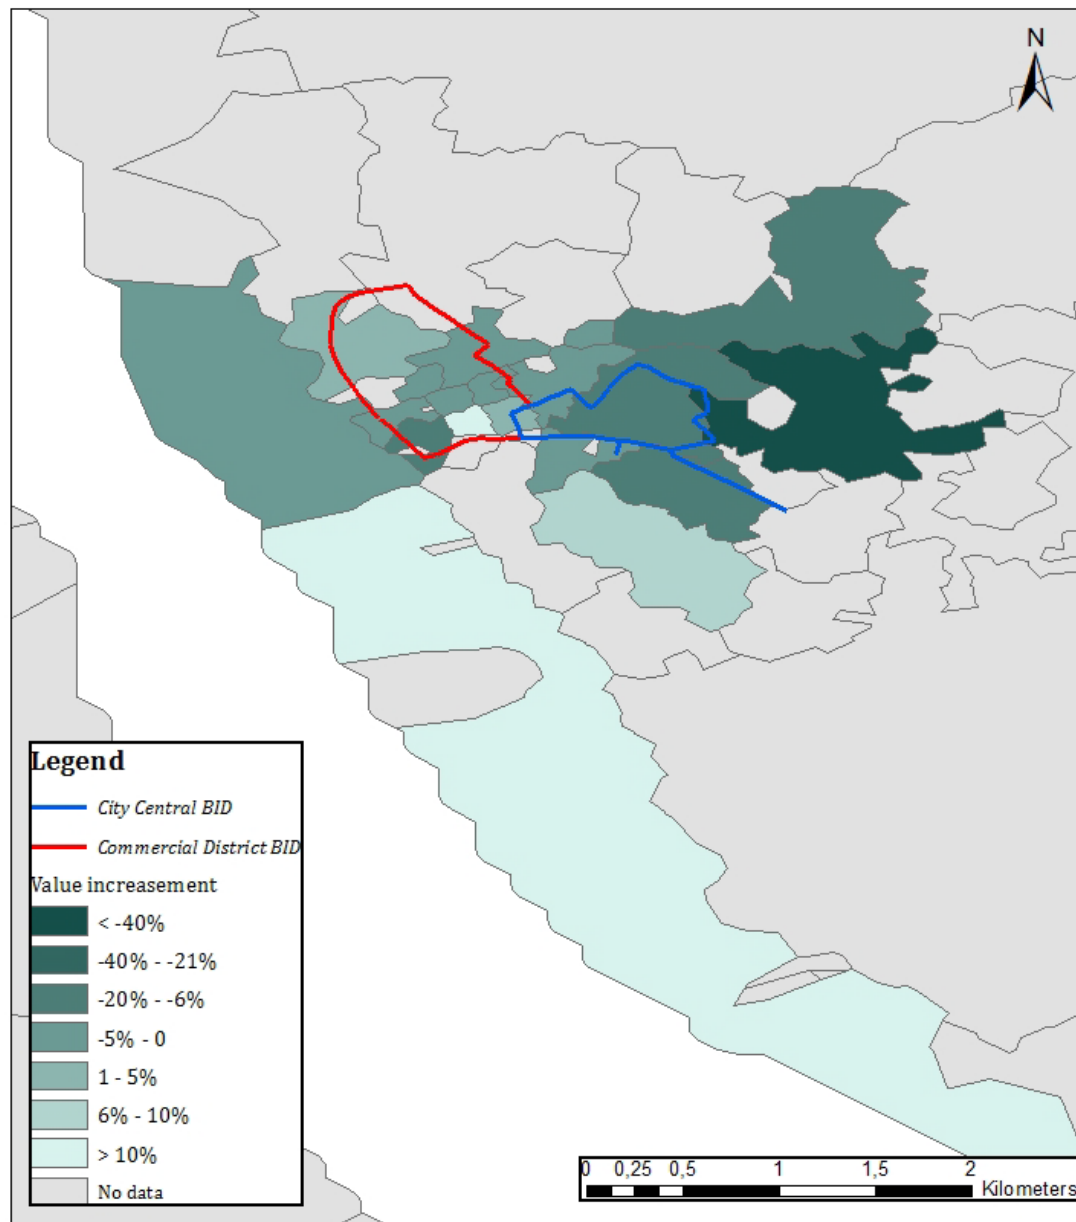 N
Legend
City Central BID
Commercial District BID
Value increasement
< -40%
-40% - -21%
-20% - -6%
-5% - 0
1 - 5%
6% - 10%
> 10%
No data
0 0,25 0,5 1 1,5 2
Kilometers